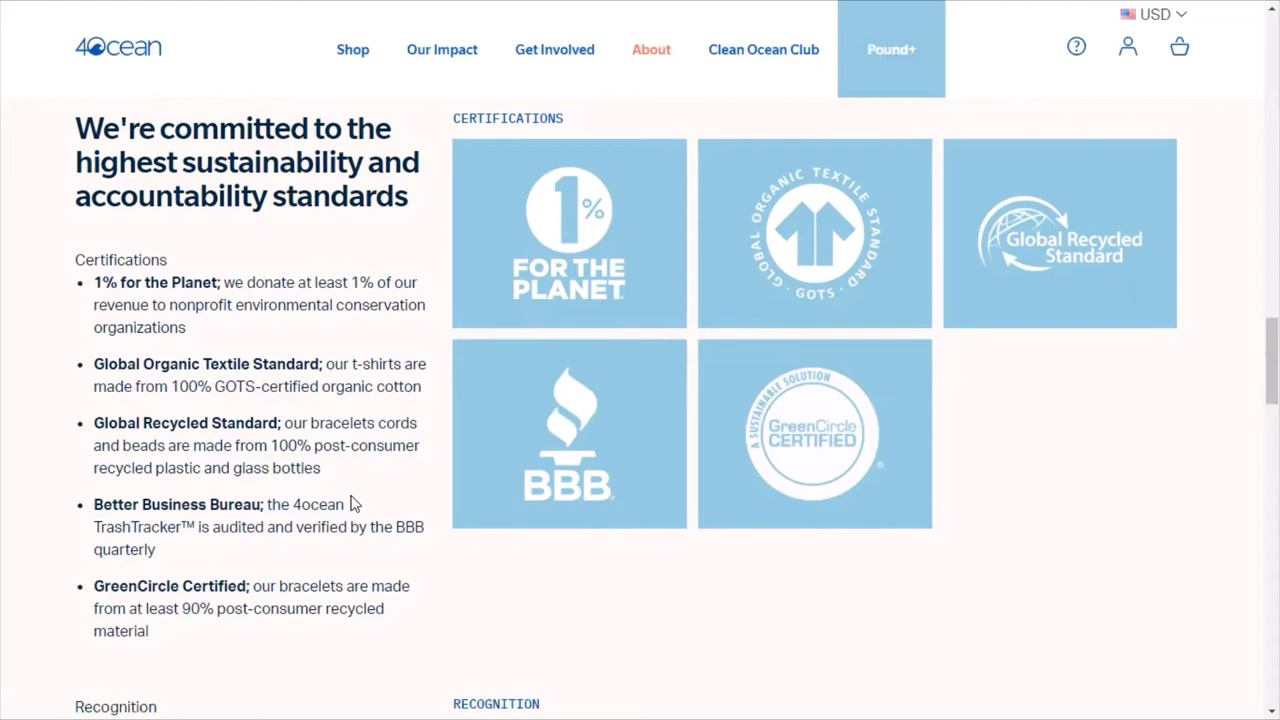 USD
4Ocean
Shop
Our Impact
Get Involved
About
Clean Ocean Club
Pound+
We're committed to the
highest sustainability and
accountability standards
Certifications
• 1% for the Planet; we donate at least 1% of our
revenue to nonprofit environmental conservation
organizations
• Global Organic Textile Standard; our t-shirts are
made from 100% GOTS-certified organic cotton
• Global Recycled Standard; our bracelets cords
and beads are made from 100% post-consumer
recycled plastic and glass bottles
• Better Business Bureau; the 4ocean
TrashTracker™ is audited and verified by the BBB
quarterly
• GreenCircle Certified; our bracelets are made
from at least 90% post-consumer recycled
material
Recognition
CERTIFICATIONS
1%
FOR THE
PLANET
GLOBAL ORGANIC TEXTILE STANDARD
· GOTS ·
Global Recycled
Standard
BBB
A SUSTAINABLE SOLUTION
GreenCircle
CERTIFIED
®
RECOGNITION